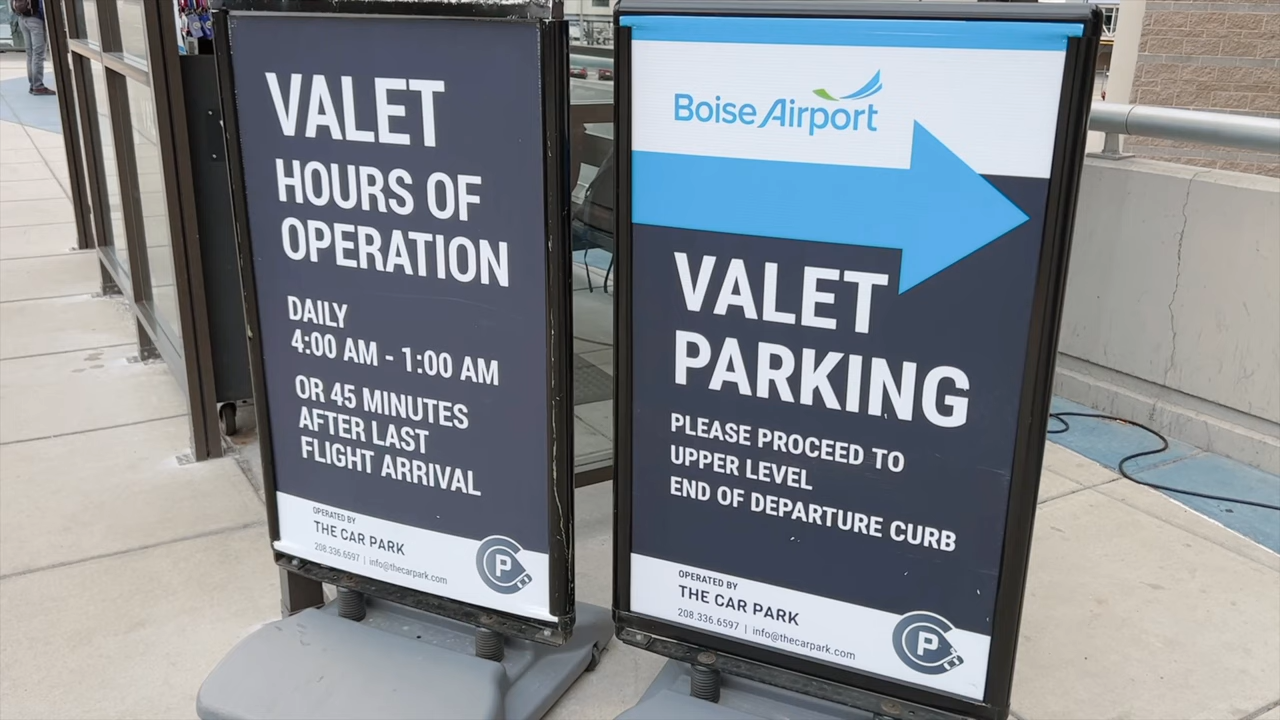 VALET
HOURS OF
OPERATION
DAILY
4:00 AM - 1:00 AM
OR 45 MINUTES
AFTER LAST
FLIGHT ARRIVAL
OPERATED BY
THE CAR PARK
208.336.6597 | info@thecarpark.com
P
Boise Airport
VALET
PARKING
PLEASE PROCEED TO
UPPER LEVEL
END OF DEPARTURE CURB
OPERATED BY
THE CAR PARK
208.336.6597 | info@thecarpark.com
P